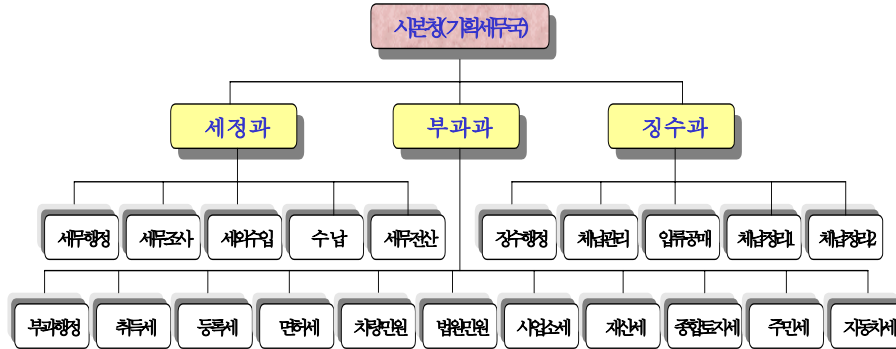 시본청(기획세무국)
세정과
부과과
징수과
세무행정
세무조사
세외수입
수 납
세무전산
징수행정
체납관리
압류공매
체납정리1
체납정리2
부과행정
취득세
등록세
면허세
차량민원
법원민원
사업소세
재산세
종합토지세
주민세
자동차세